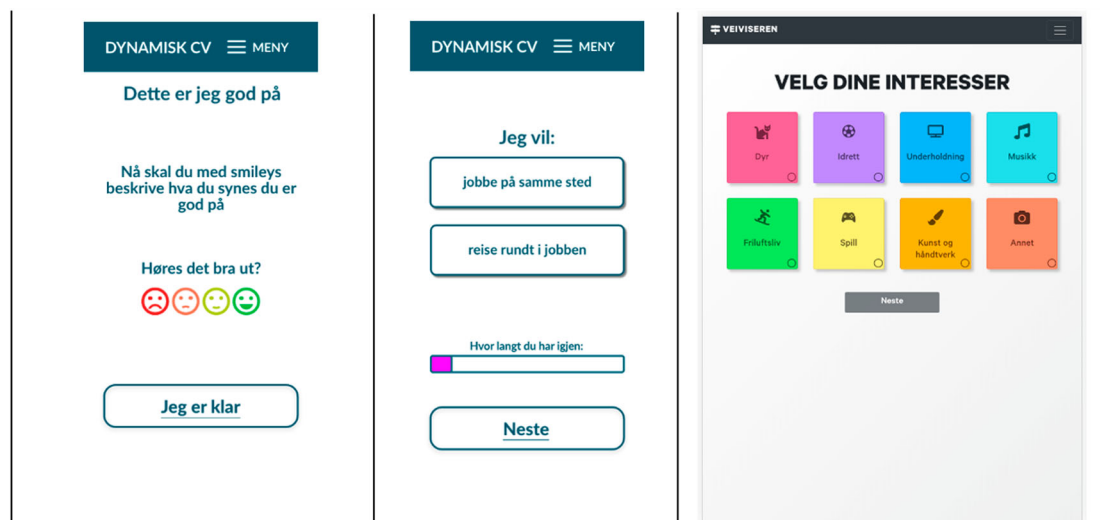 DYNAMISK CV MENY
Dette er jeg god på
Nå skal du med smileys
beskrive hva du synes du er
god på
Høres det bra ut?
Jeg er klar
DYNAMISK CV MENY
Jeg vil:
jobbe på samme sted
reise rundt i jobben
Hvor langt du har igjen:
Neste
VEIVISEREN
VELG DINE INTERESSER
Dyr
Idrett
Underholdning
Musikk
Friluftsliv
Spill
Kunst og
håndtverk
Annet
Neste